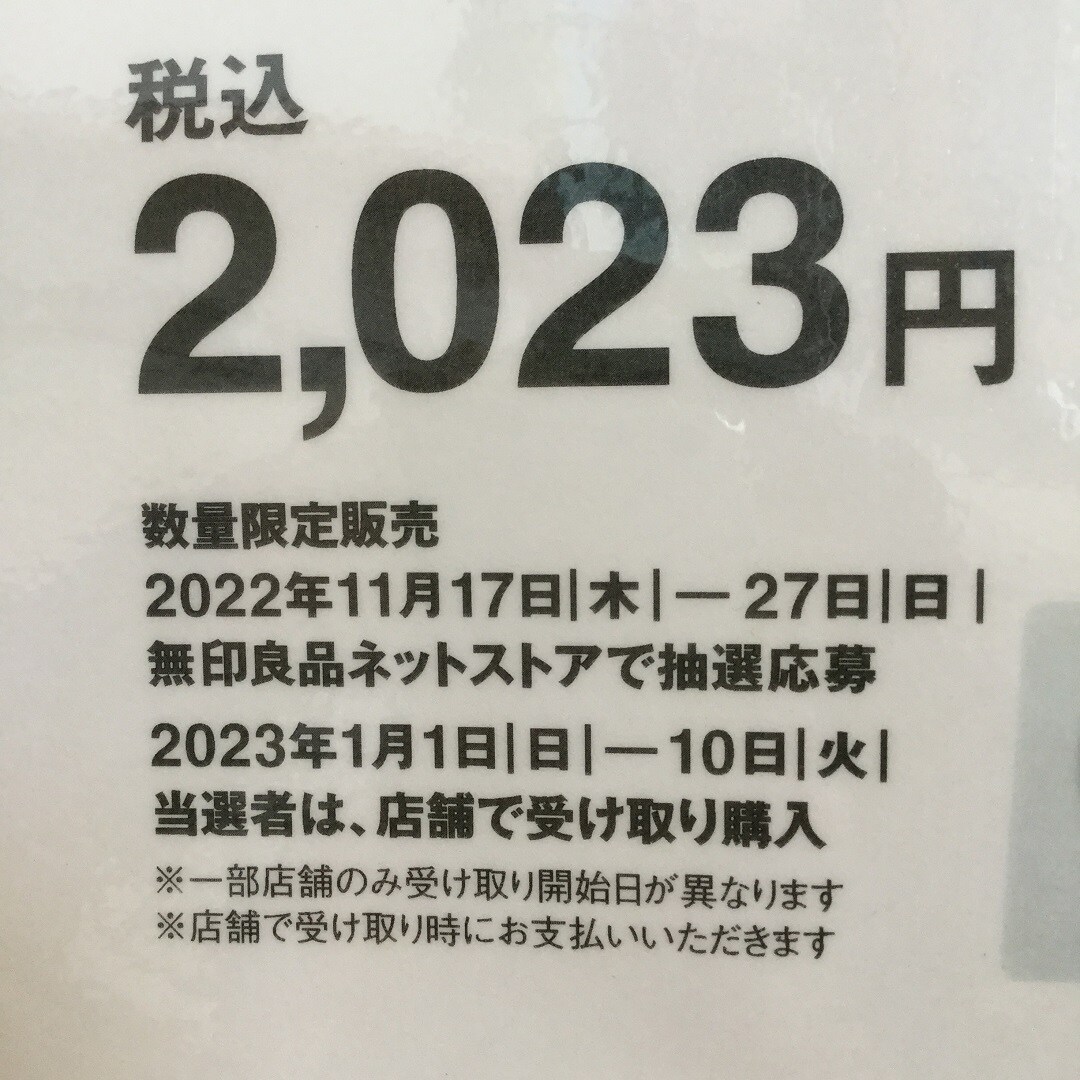 税込
2,023円
数量限定販売
2022年11月17日|木|—27日|日|
無印良品ネットストアで抽選応募
2023年1月1日|日|—10日|火|
当選者は、店舗で受け取り購入
※一部店舗のみ受け取り開始日が異なります
※店舗で受け取り時にお支払いいただきます